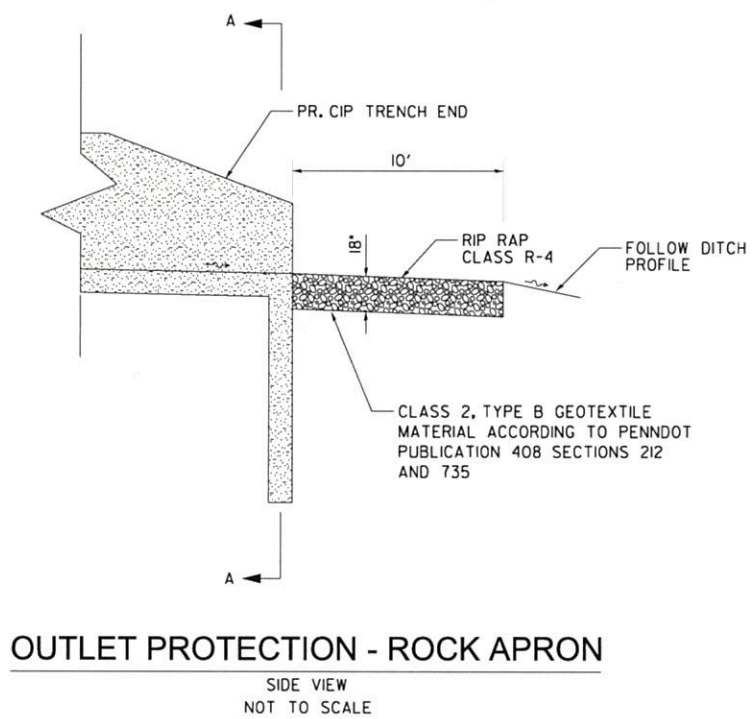 A
PR. CIP TRENCH END
10'
18"
RIP RAP
CLASS R-4
FOLLOW DITCH
PROFILE
CLASS 2, TYPE B GEOTEXTILE
MATERIAL ACCORDING TO PENNDOT
PUBLICATION 408 SECTIONS 212
AND 735
A
OUTLET PROTECTION - ROCK APRON
SIDE VIEW
NOT TO SCALE